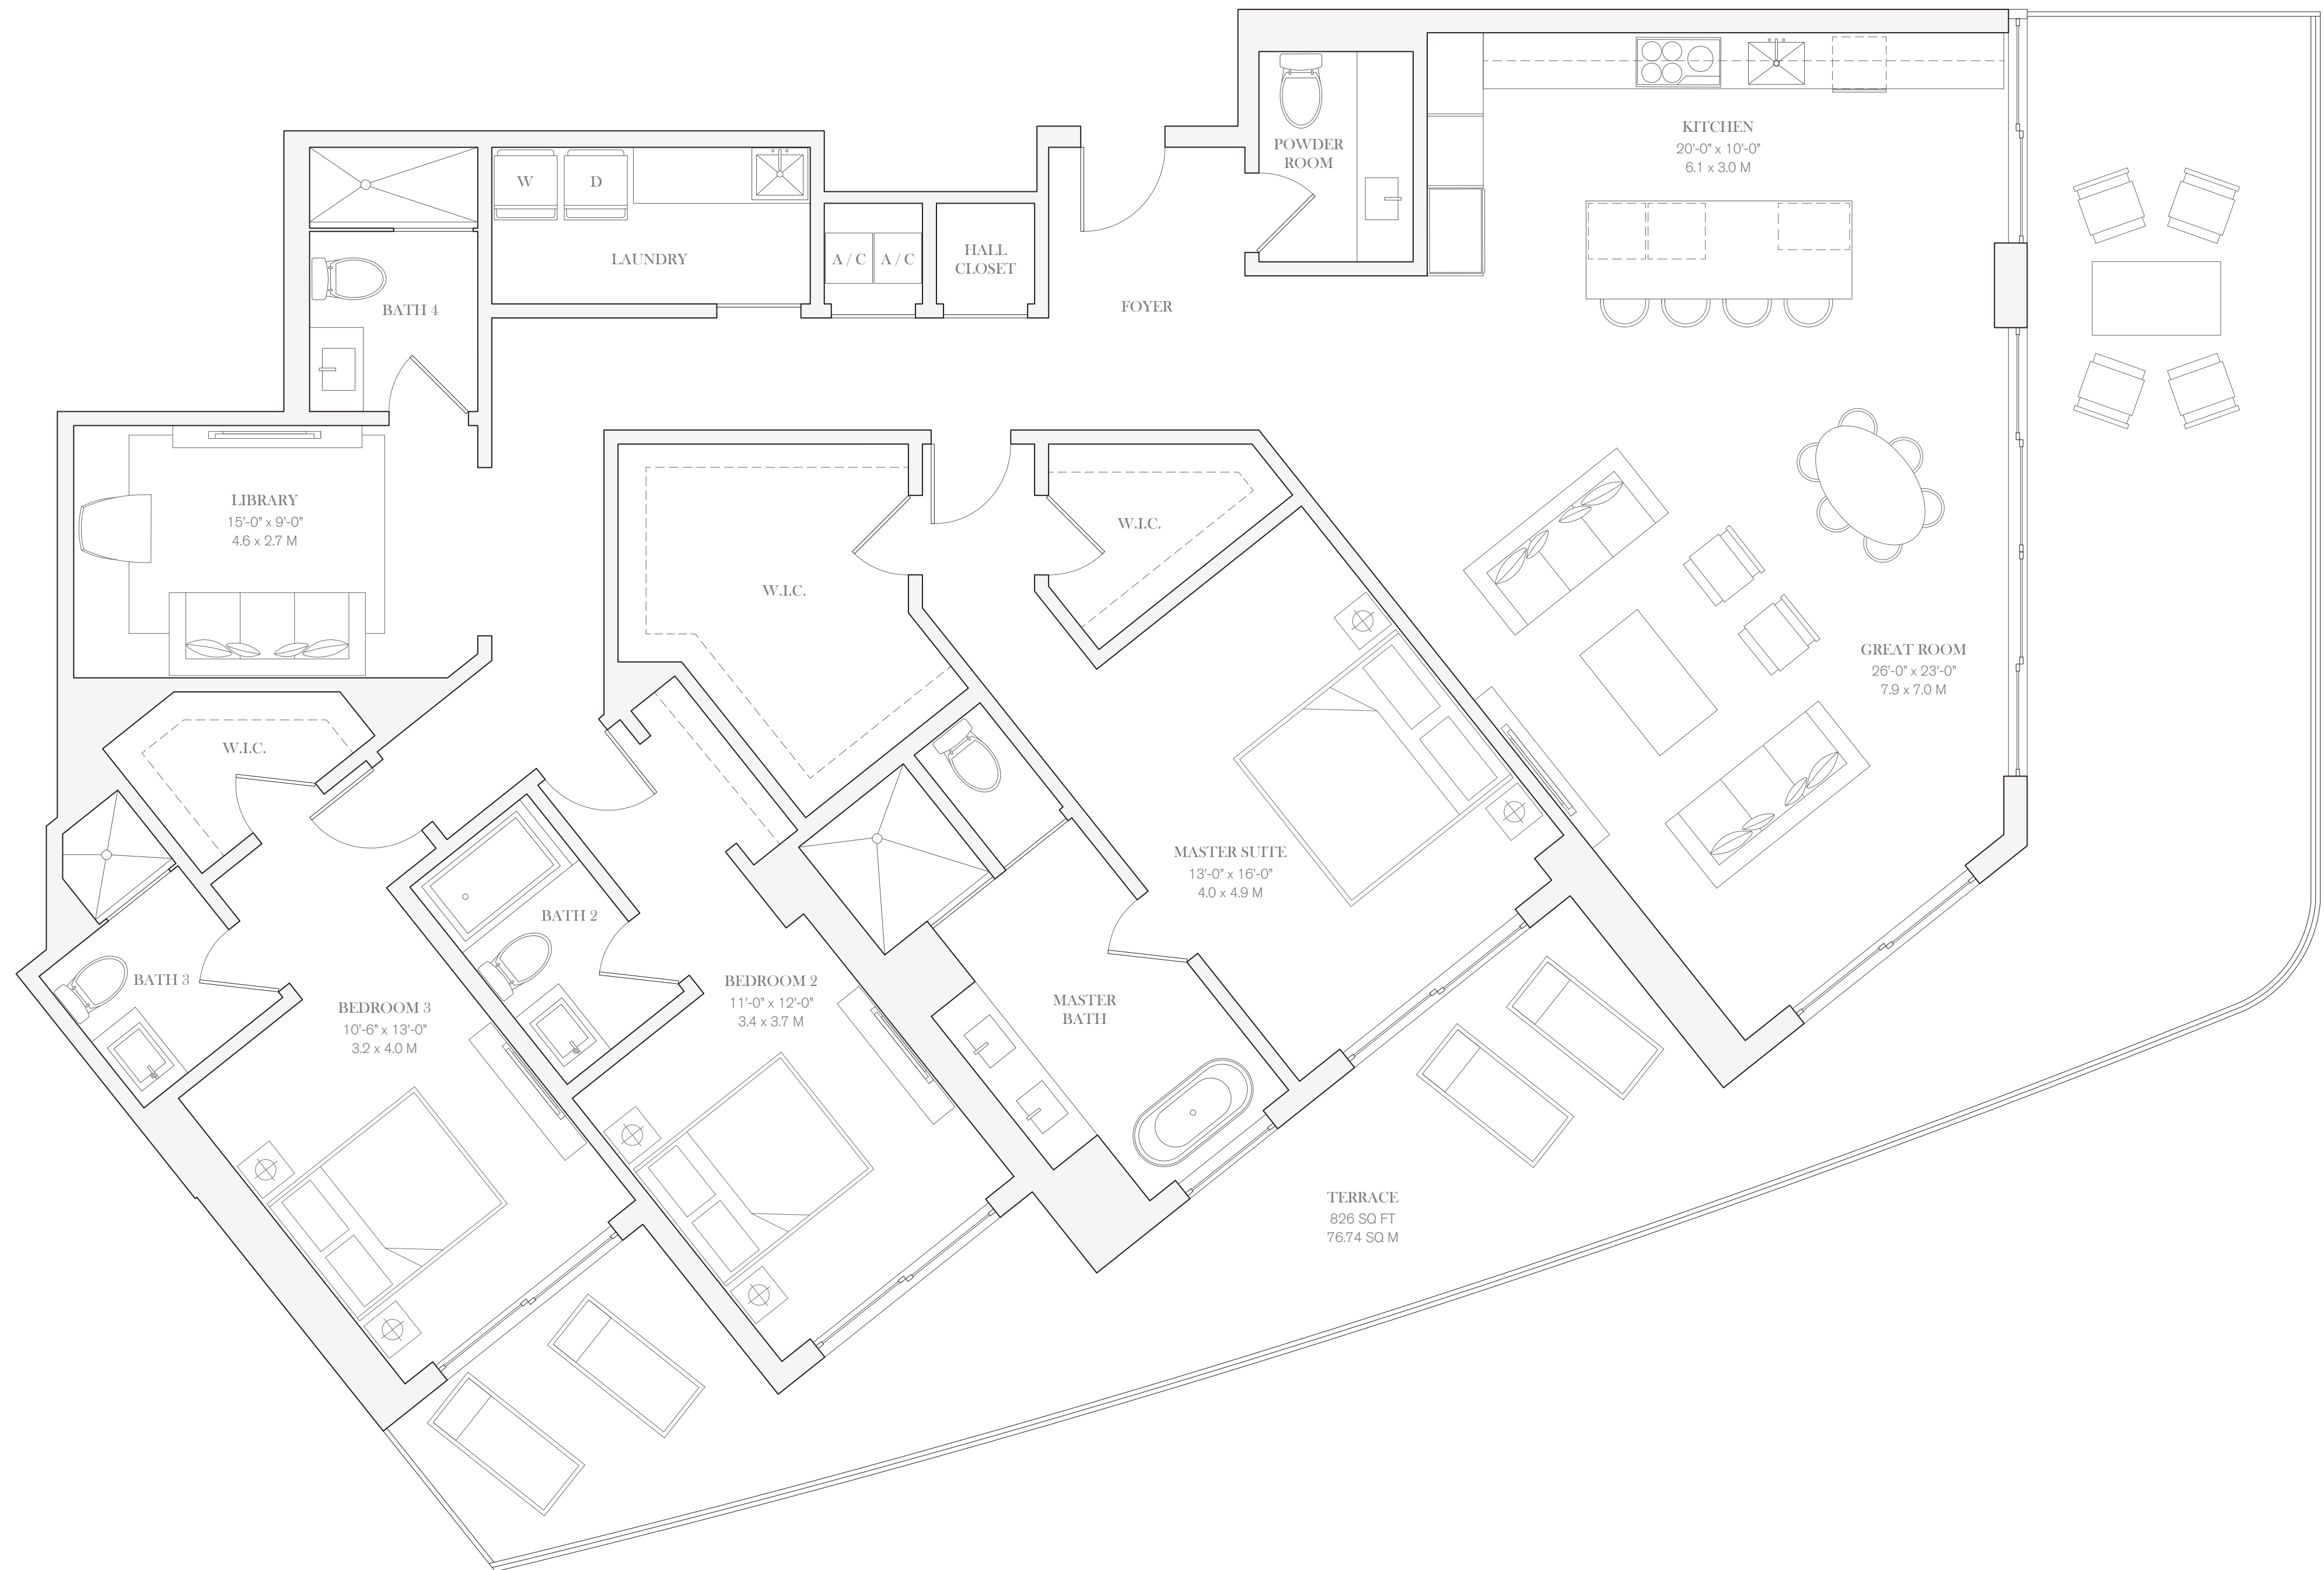 POWDER
ROOM
KITCHEN
20'-0" x 10'-0"
6.1 x 3.0 M
W
D
LAUNDRY
A / C
A / C
HALL
CLOSET
FOYER
BATH 4
LIBRARY
15'-0" x 9'-0"
4.6 x 2.7 M
W.I.C.
W.I.C.
GREAT ROOM
26'-0" x 23'-0"
7.9 x 7.0 M
W.I.C.
MASTER SUITE
13'-0" x 16'-0"
4.0 x 4.9 M
BATH 2
BATH 3
BEDROOM 2
11'-0" x 12'-0"
3.4 x 3.7 M
BEDROOM 3
10'-6" x 13'-0"
3.2 x 4.0 M
MASTER
BATH
TERRACE
826 SQ FT
76.74 SQ M